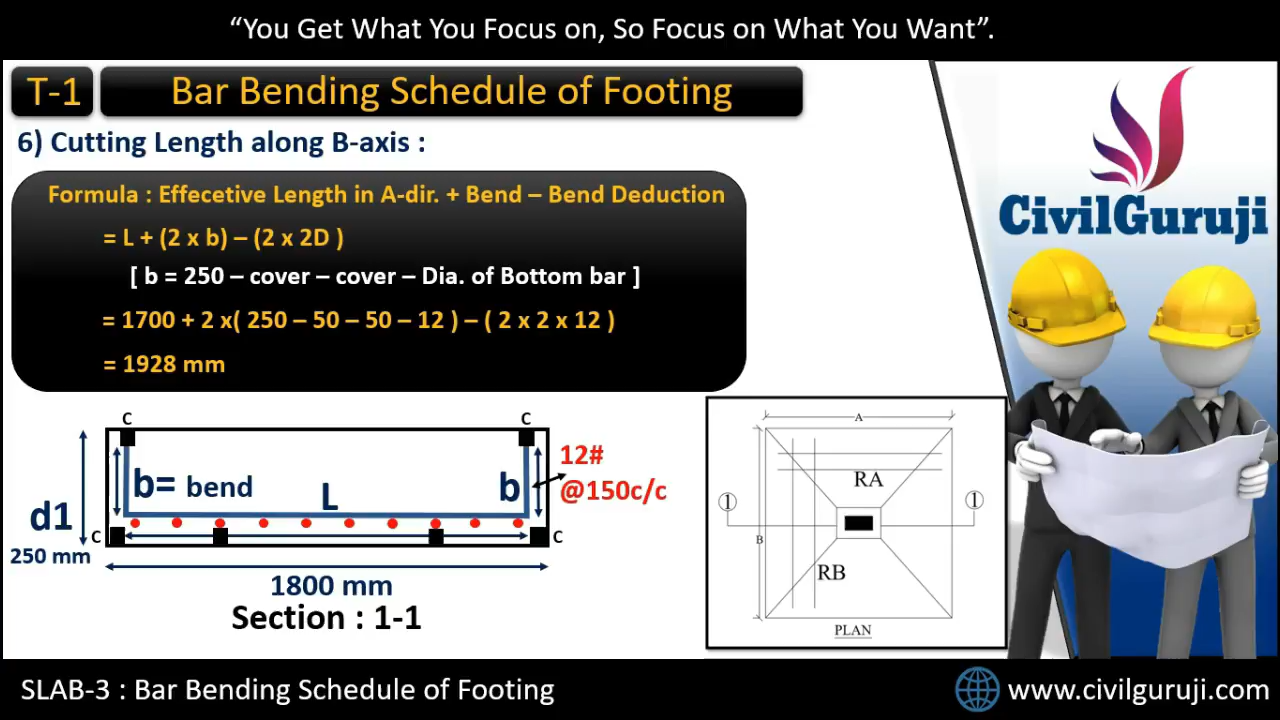 “You Get What You Focus on, So Focus on What You Want”.
T-1
Bar Bending Schedule of Footing
6) Cutting Length along B-axis :
Formula : Effecetive Length in A-dir. + Bend – Bend Deduction
= L + (2 x b) – (2 x 2D )
[ b = 250 – cover – cover – Dia. of Bottom bar ]
= 1700 + 2 x( 250 – 50 – 50 – 12 ) – ( 2 x 2 x 12 )
= 1928 mm
CivilGuruji
C
C
b= bend
L
b
12#
@150c/c
d1
250 mm
C
C
1800 mm
Section : 1-1
A
RA
1
1
B
RB
PLAN
SLAB-3 : Bar Bending Schedule of Footing
www.civilguruji.com